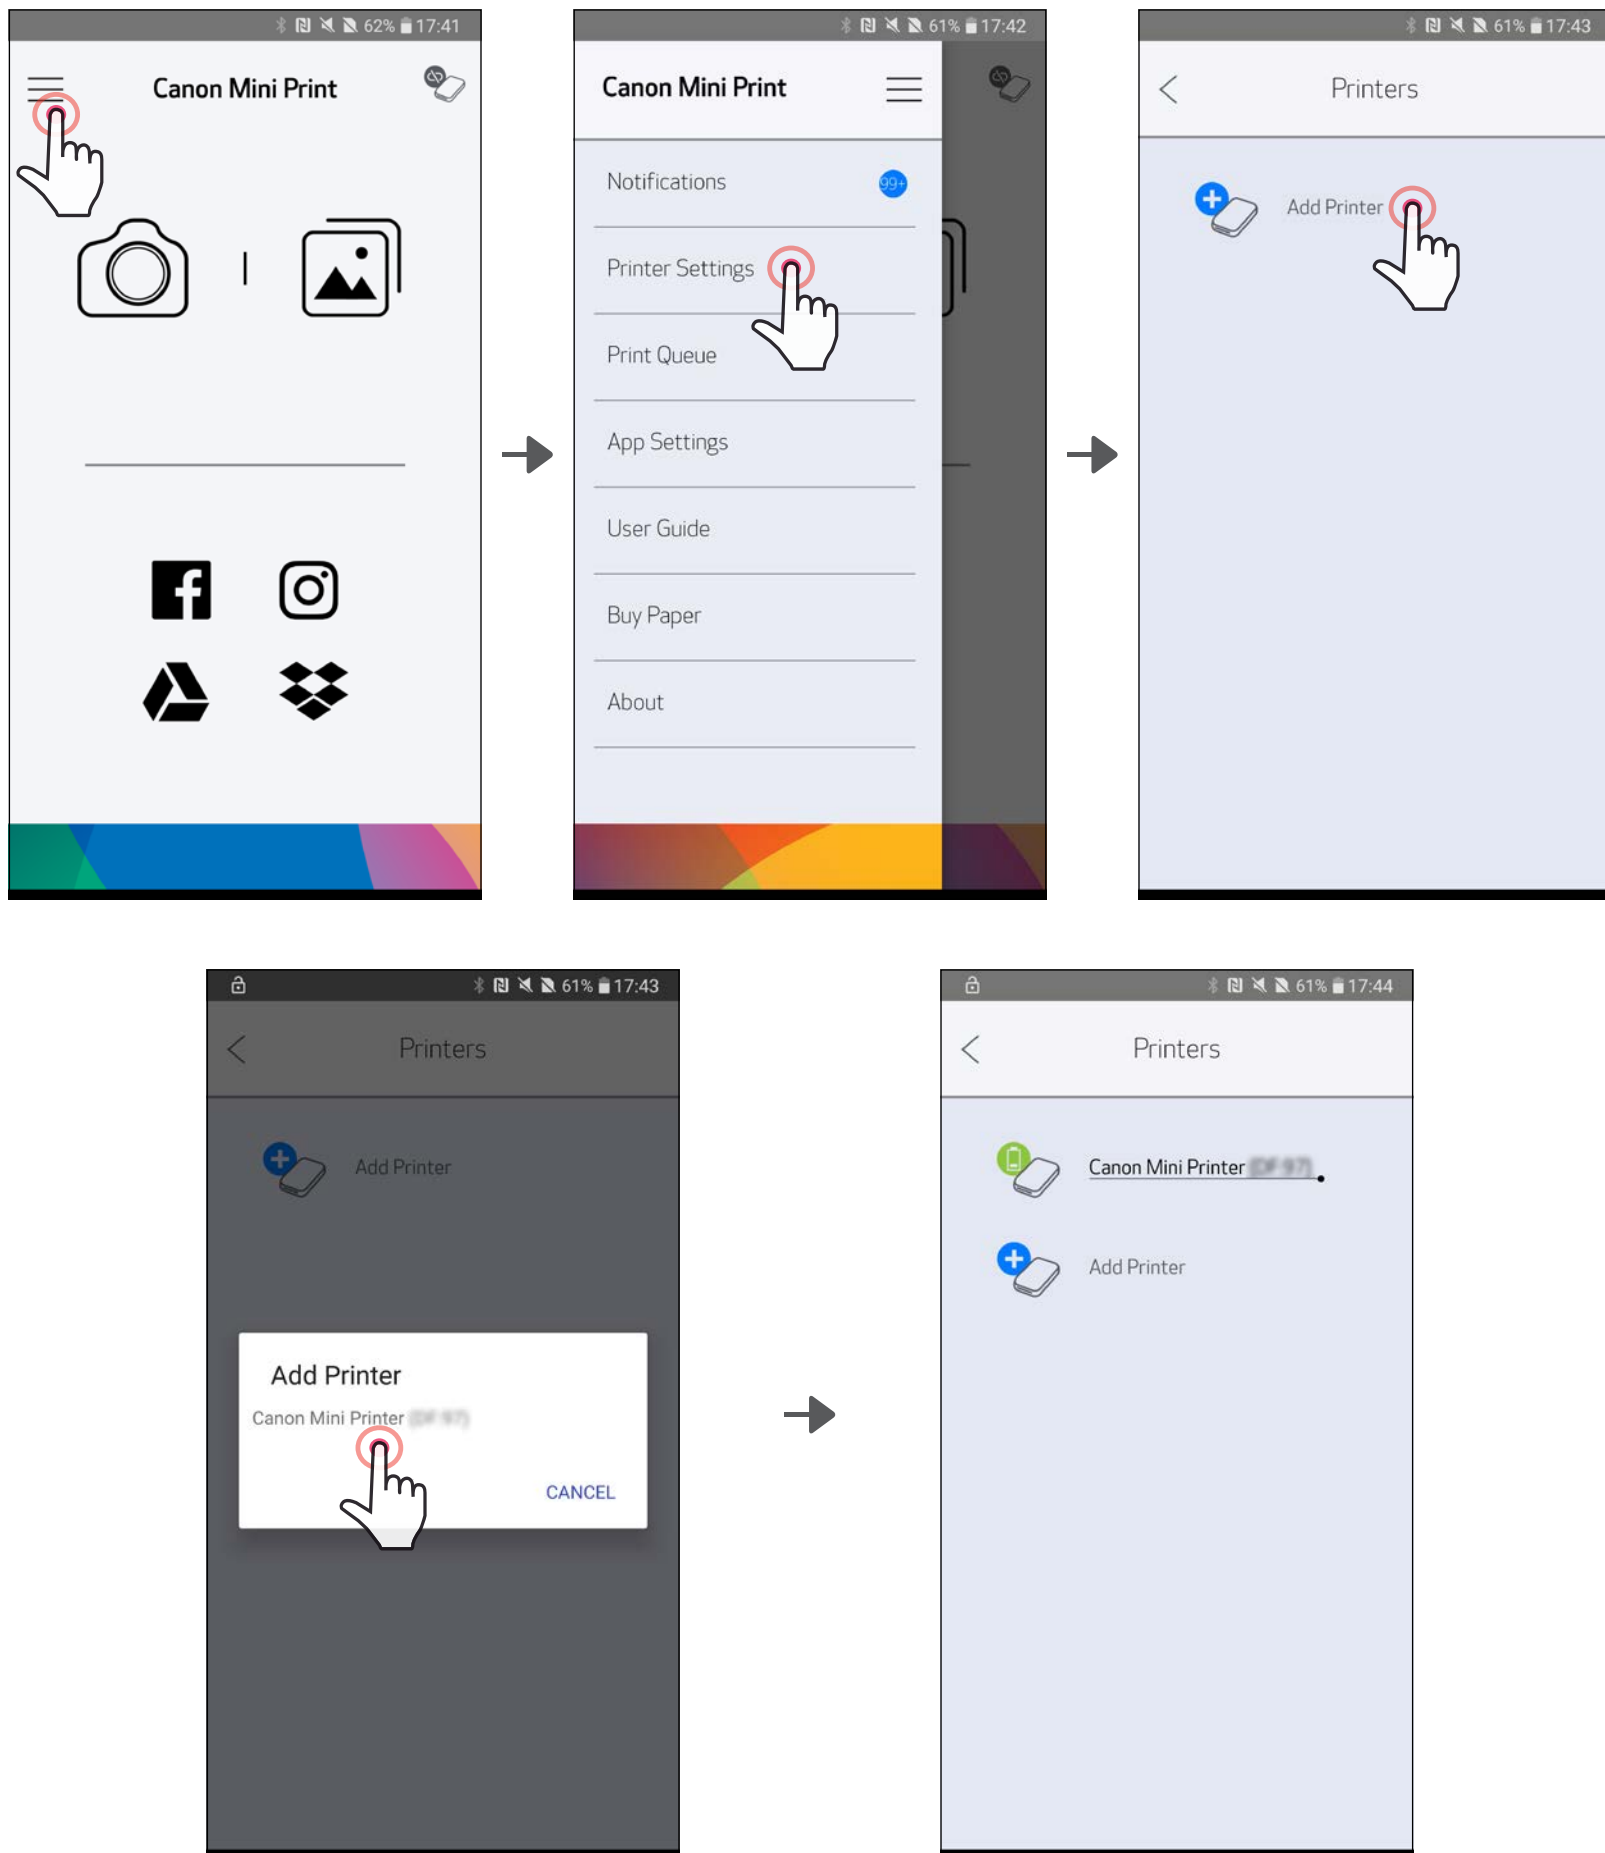 62% 17:41
Canon Mini Print
61% 17:42
Canon Mini Print
Notifications
99+
Printer Settings
Print Queue
App Settings
User Guide
Buy Paper
About
61% 17:43
Printers
Add Printer
61% 17:43
Printers
Add Printer
Add Printer
Canon Mini Printer
CANCEL
61% 17:44
Printers
Canon Mini Printer
Add Printer